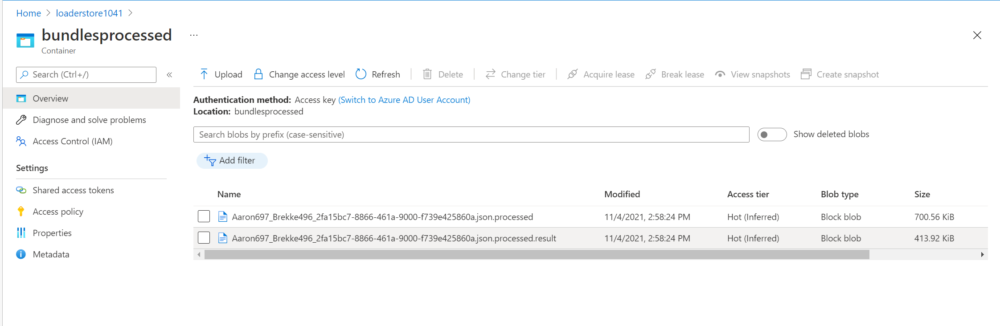 Home > loaderstore1041 >
bundlesprocessed ...
Container
Search (Ctrl+/) «
Overview
Diagnose and solve problems
Access Control (IAM)
Settings
Shared access tokens
Access policy
Properties
Metadata
Upload Change access level Refresh Delete Change tier Acquire lease Break lease View snapshots Create snapshot
Authentication method: Access key (Switch to Azure AD User Account)
Location: bundlesprocessed
Search blobs by prefix (case-sensitive) Show deleted blobs
Add filter
Name Modified Access tier Blob type Size
Aaron697_Brekke496_2fa15bc7-8866-461a-9000-f739e425860a.json.processed 11/4/2021, 2:58:24 PM Hot (Inferred) Block blob 700.56 KiB
Aaron697_Brekke496_2fa15bc7-8866-461a-9000-f739e425860a.json.processed.result 11/4/2021, 2:58:24 PM Hot (Inferred) Block blob 413.92 KiB